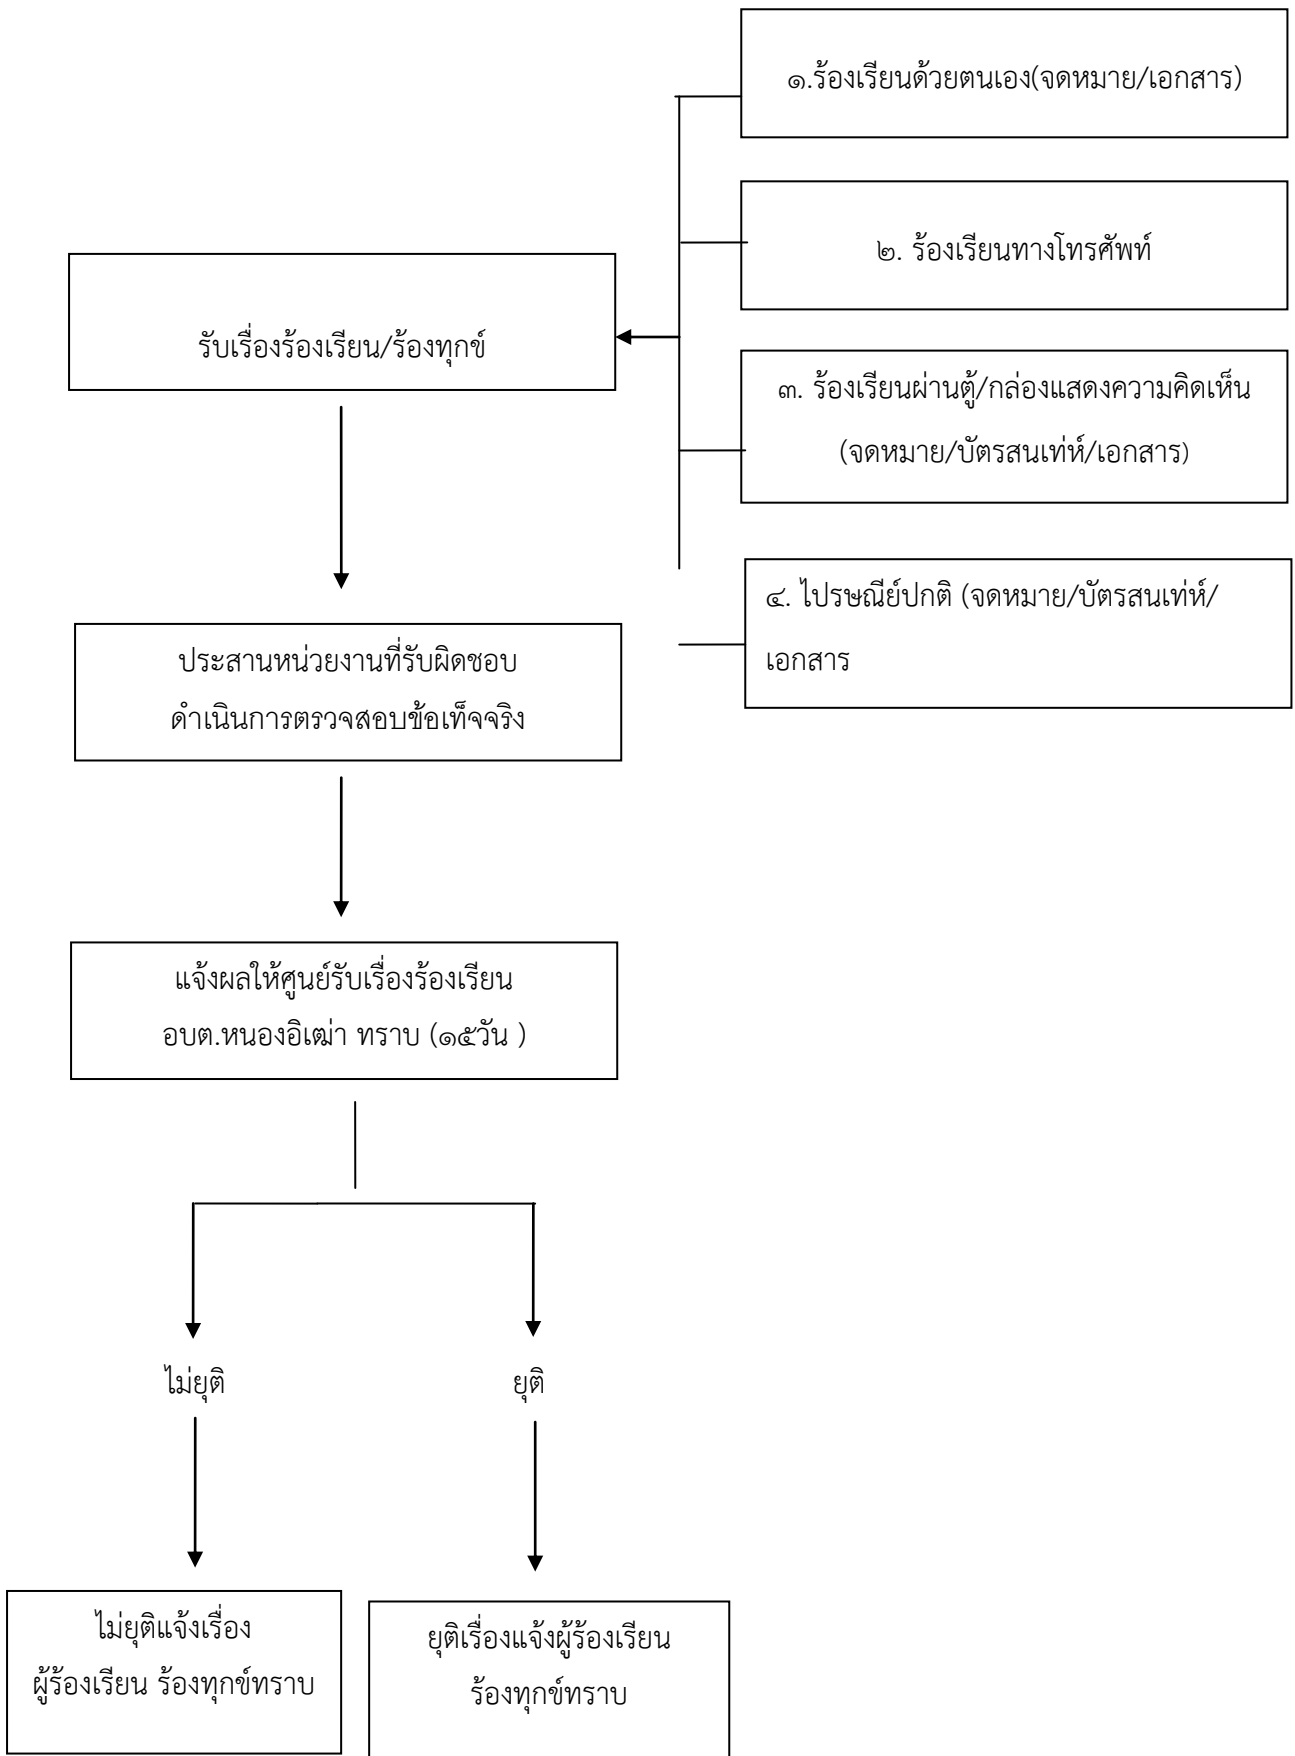 ๑.ร้องเรียนด้วยตนเอง(จดหมาย/เอกสาร)
๒. ร้องเรียนทางโทรศัพท์
รับเรื่องร้องเรียน/ร้องทุกข์
๓. ร้องเรียนผ่านตู้/กล่องแสดงความคิดเห็น
(จดหมาย/บัตรสนเท่ห์/เอกสาร)
๔. ไปรษณีย์ปกติ (จดหมาย/บัตรสนเท่ห์/
เอกสาร
ประสานหน่วยงานที่รับผิดชอบ
ดำเนินการตรวจสอบข้อเท็จจริง
แจ้งผลให้ศูนย์รับเรื่องร้องเรียน
อบต.หนองอิเฒ่า ทราบ (๑๕วัน )
ไม่ยุติ
ยุติ
ไม่ยุติแจ้งเรื่อง
ผู้ร้องเรียน ร้องทุกข์ทราบ
ยุติเรื่องแจ้งผู้ร้องเรียน
ร้องทุกข์ทราบ